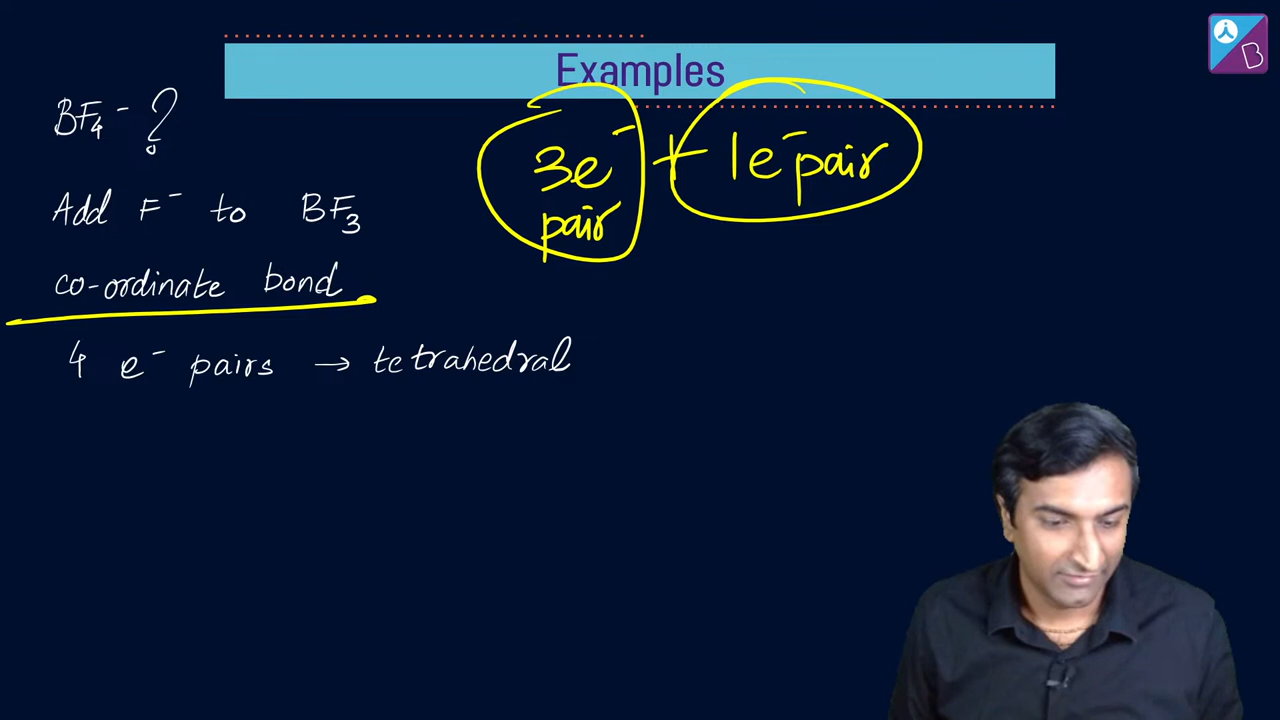 Examples
BF₄⁻ ?
Add F⁻ to BF₃
co-ordinate bond
4 e⁻ pairs → tetrahedral
3e⁻ + 1e⁻ pair
pair
B